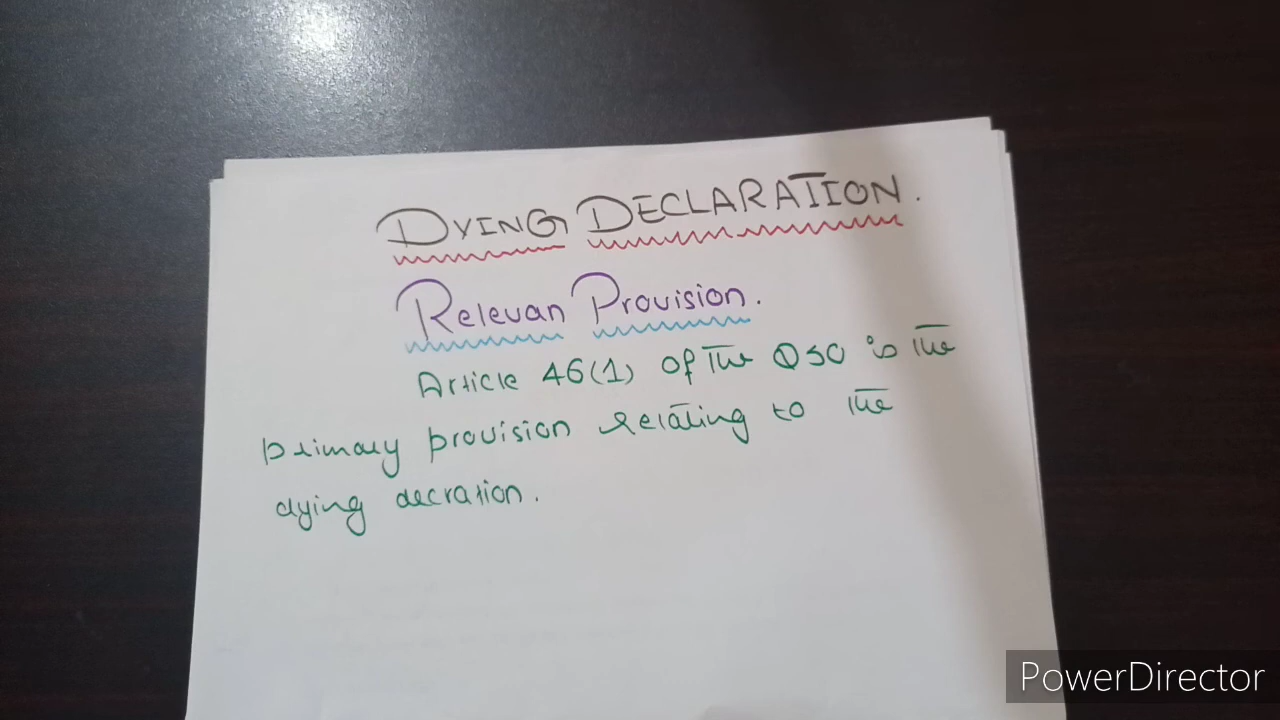 DYING DECLARATION.
Relevan Provision.
Article 46(1) of the QSO is the
primary provision relating to the
dying decration.
PowerDirector